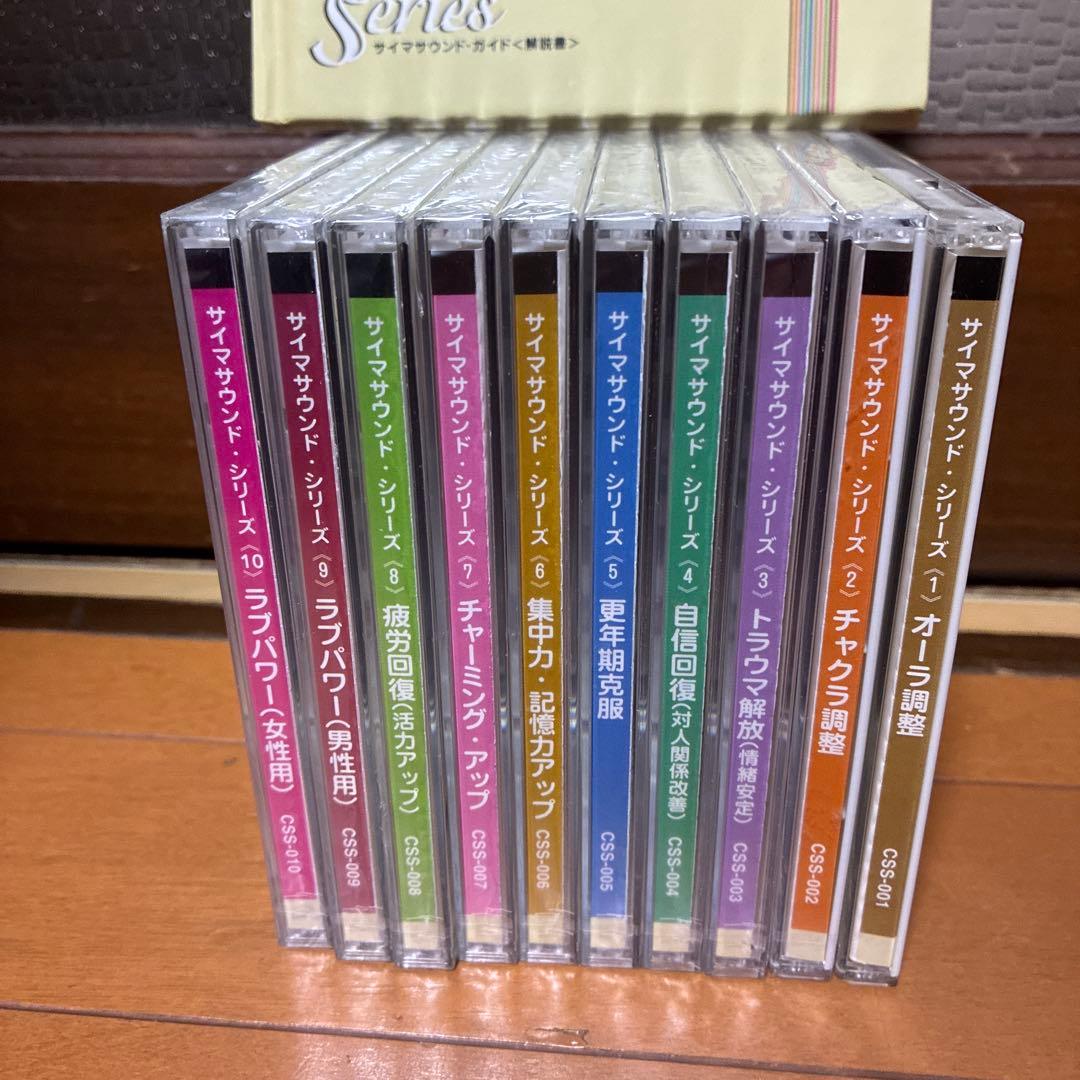 Series
サイマサウンド・ガイド<解説書>
サイマサウンド・シリーズ《10》ラブパワー(女性用) CSS-010
サイマサウンド・シリーズ《9》ラブパワー(男性用) CSS-009
サイマサウンド・シリーズ《8》疲労回復(活力アップ) CSS-008
サイマサウンド・シリーズ《7》チャーミング・アップ CSS-007
サイマサウンド・シリーズ《6》集中力・記憶力アップ CSS-006
サイマサウンド・シリーズ《5》更年期克服 CSS-005
サイマサウンド・シリーズ《4》自信回復(対人関係改善) CSS-004
サイマサウンド・シリーズ《3》トラウマ解放(情緒安定) CSS-003
サイマサウンド・シリーズ《2》チャクラ調整 CSS-002
サイマサウンド・シリーズ《1》オーラ調整 CSS-001